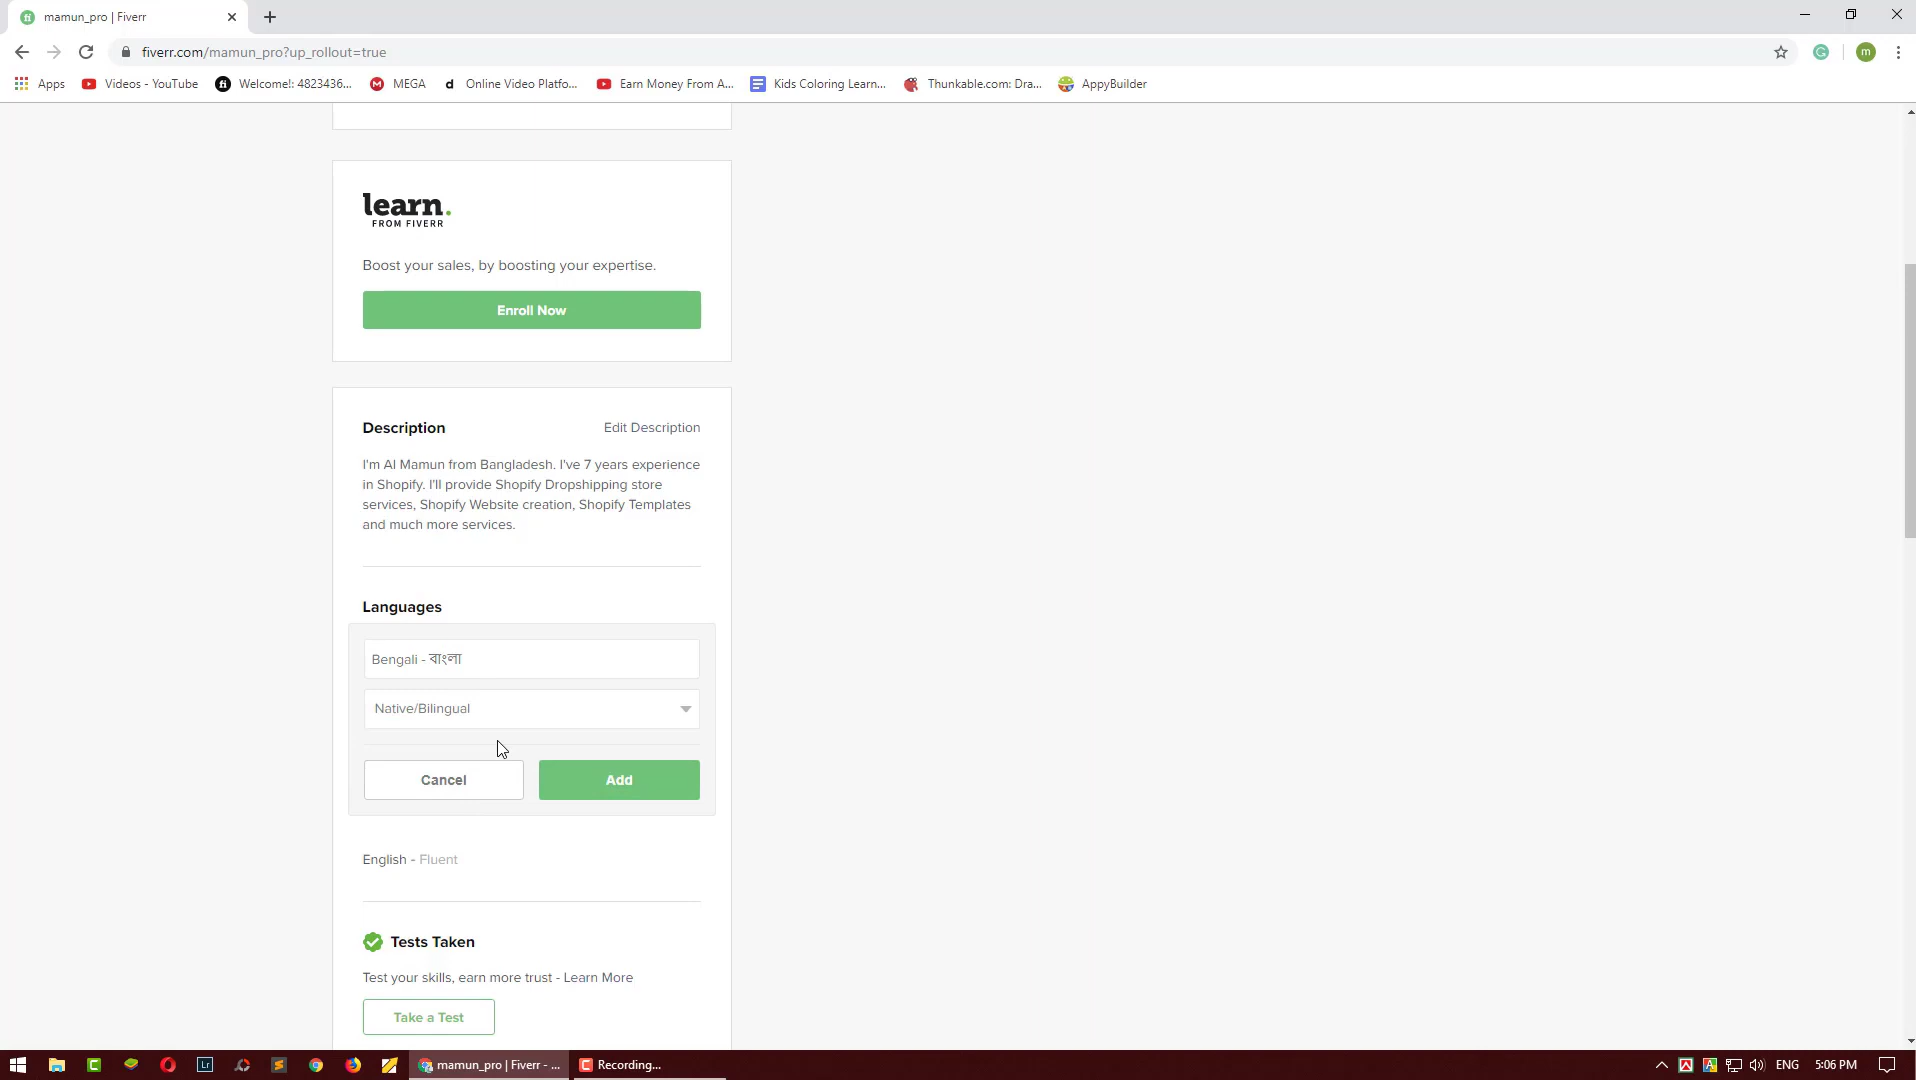 mamun_pro | Fiverr
fiverr.com/mamun_pro?up_rollout=true
m
Apps
Videos - YouTube
Welcome!: 4823436...
MEGA
Online Video Platfo...
Earn Money From A...
Kids Coloring Learn...
Thunkable.com: Dra...
AppyBuilder
learn.
FROM FIVERR
Boost your sales, by boosting your expertise.
Enroll Now
Description
Edit Description
I'm Al Mamun from Bangladesh. I've 7 years experience
in Shopify. I'll provide Shopify Dropshipping store
services, Shopify Website creation, Shopify Templates
and much more services.
Languages
Bengali - বাংলা
Native/Bilingual
Cancel
Add
English - Fluent
Tests Taken
Test your skills, earn more trust - Learn More
Take a Test
Lr
mamun_pro | Fiverr - ...
Recording...
ENG
5:06 PM